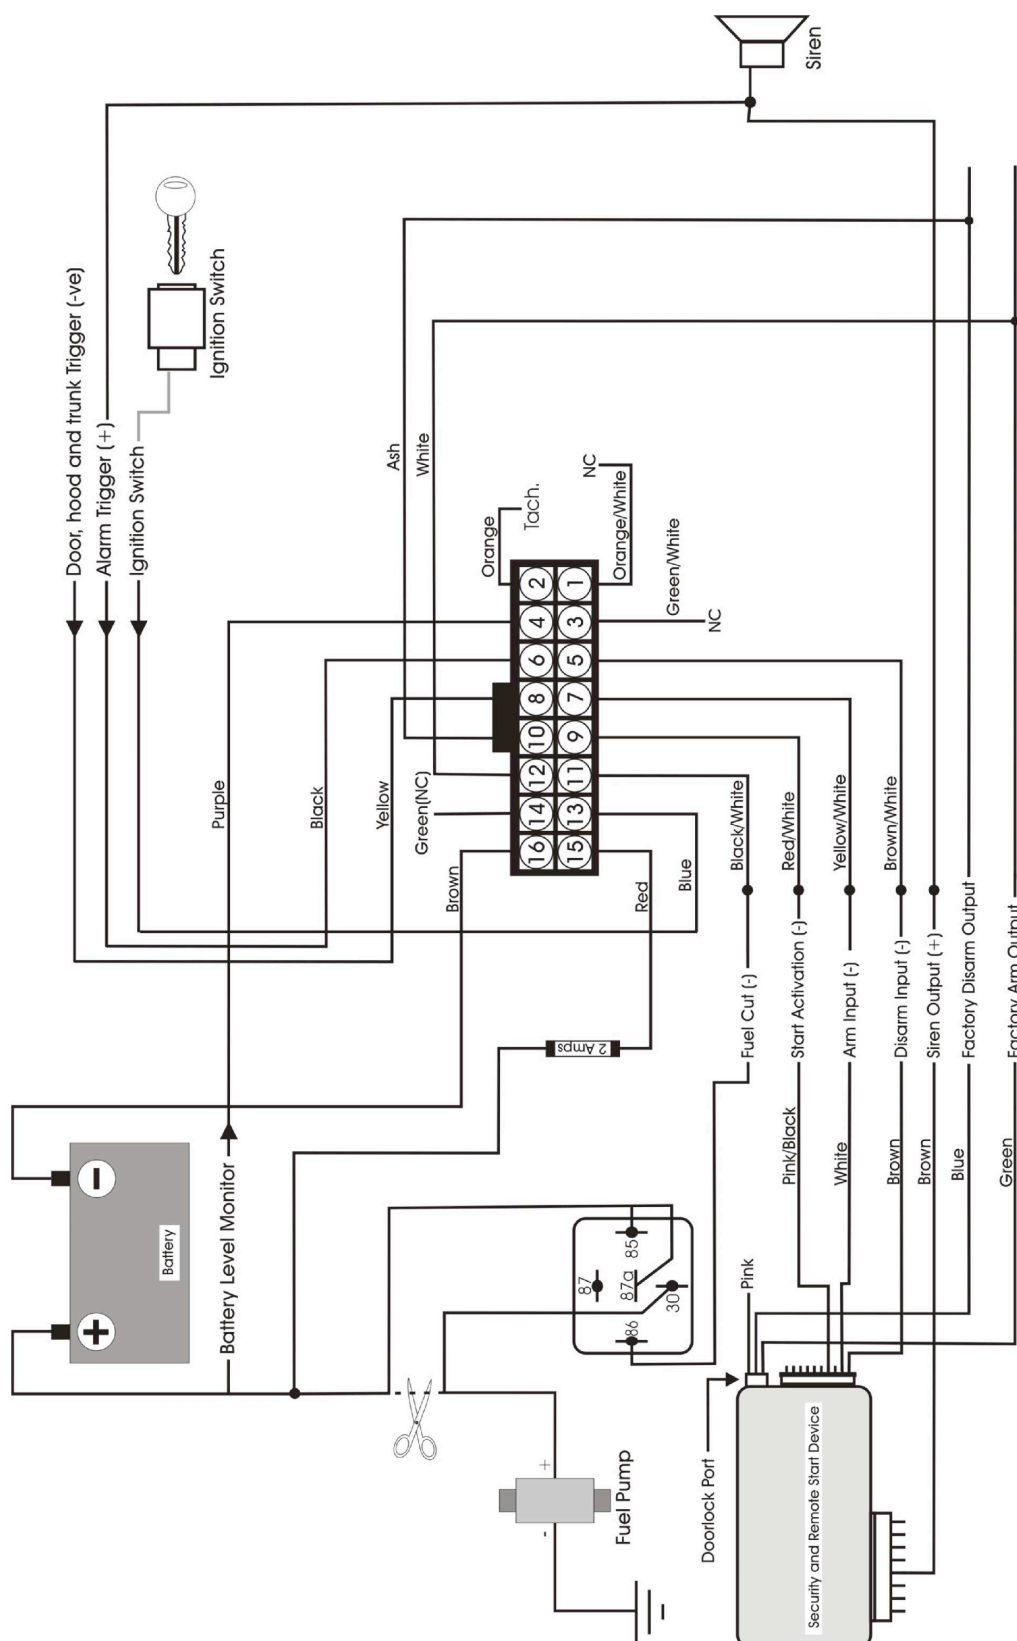 Siren
Door, hood and trunk Trigger (-ve)
Alarm Trigger (+)
Ignition Switch
Ignition Switch
Ash
White
NC
Orange
Tach.
Orange/White
Green/White
NC
2
1
4
3
6
5
8
7
10
9
12
11
14
13
16
15
Purple
Black
Yellow
Green(NC)
Brown
Red
Blue
Black/White
Red/White
Yellow/White
Brown/White
2 Amps
Fuel Cut (-)
Start Activation (-)
Arm Input (-)
Disarm Input (-)
Siren Output (+)
Factory Disarm Output
Factory Arm Output
Battery
-
+
Battery Level Monitor
Pink/Black
White
Brown
Brown
Blue
Green
85
87
87a
30
86
Pink
Doorlock Port
+
-
Fuel Pump
Security and Remote Start Device